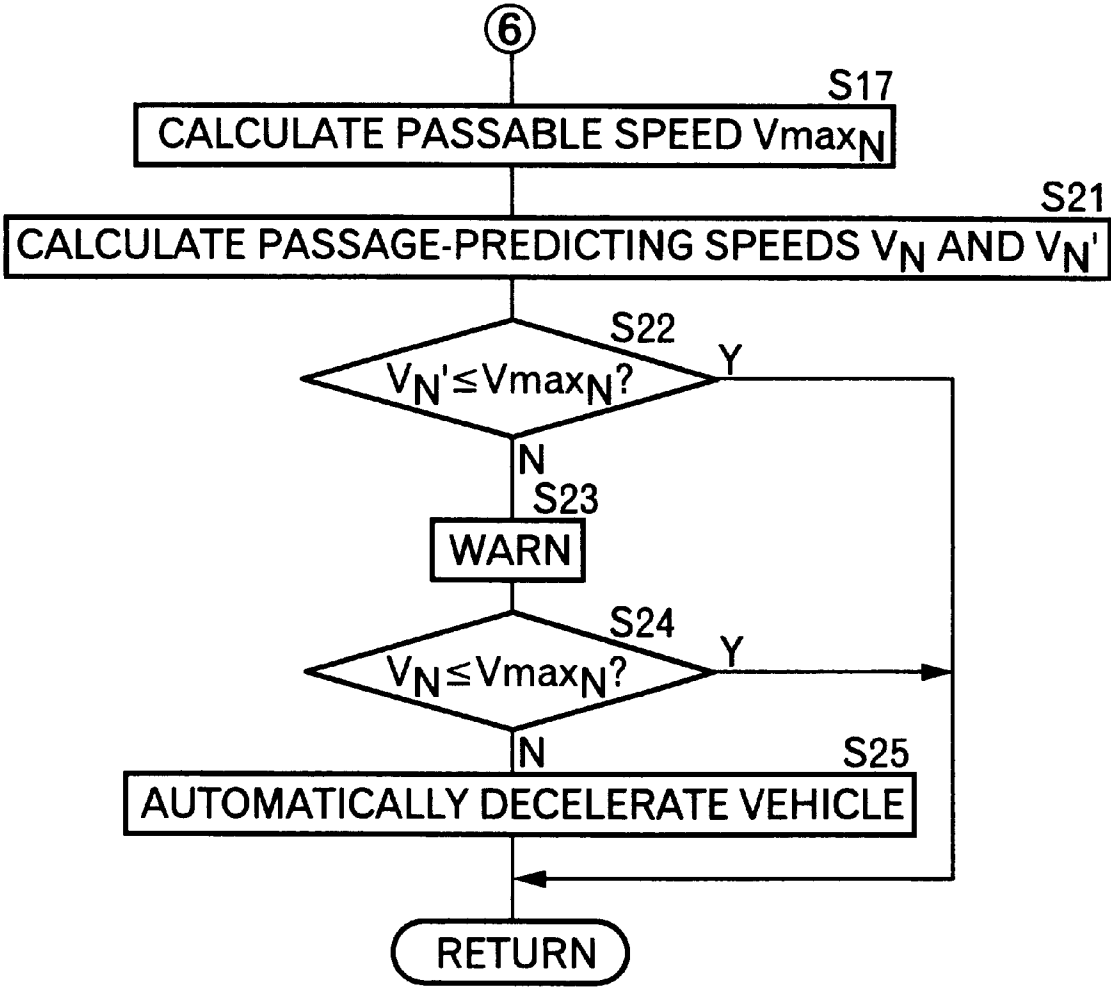 6
S17
CALCULATE PASSABLE SPEED VmaxN
S21
CALCULATE PASSAGE-PREDICTING SPEEDS VN AND VN'
S22
VN'≤VmaxN?
Y
N
S23
WARN
S24
VN≤VmaxN?
Y
N
S25
AUTOMATICALLY DECELERATE VEHICLE
RETURN